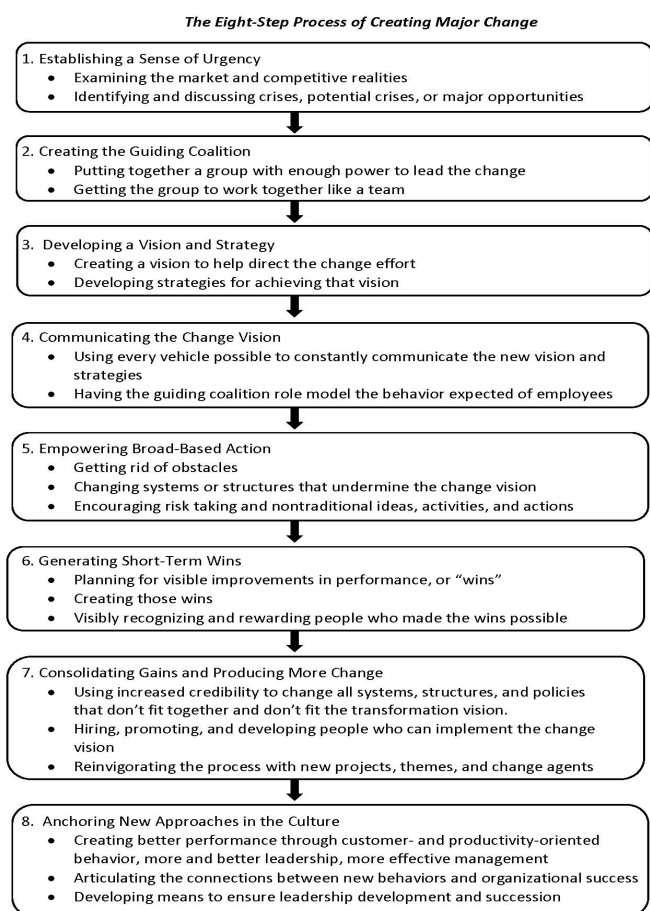 The Eight-Step Process of Creating Major Change
1. Establishing a Sense of Urgency
● Examining the market and competitive realities
● Identifying and discussing crises, potential crises, or major opportunities
2. Creating the Guiding Coalition
● Putting together a group with enough power to lead the change
● Getting the group to work together like a team
3.  Developing a Vision and Strategy
● Creating a vision to help direct the change effort
● Developing strategies for achieving that vision
4. Communicating the Change Vision
● Using every vehicle possible to constantly communicate the new vision and
strategies
● Having the guiding coalition role model the behavior expected of employees
5. Empowering Broad-Based Action
● Getting rid of obstacles
● Changing systems or structures that undermine the change vision
● Encouraging risk taking and nontraditional ideas, activities, and actions
6. Generating Short-Term Wins
● Planning for visible improvements in performance, or “wins”
● Creating those wins
● Visibly recognizing and rewarding people who made the wins possible
7. Consolidating Gains and Producing More Change
● Using increased credibility to change all systems, structures, and policies
that don’t fit together and don’t fit the transformation vision.
● Hiring, promoting, and developing people who can implement the change
vision
● Reinvigorating the process with new projects, themes, and change agents
8.  Anchoring New Approaches in the Culture
● Creating better performance through customer- and productivity-oriented
behavior, more and better leadership, more effective management
● Articulating the connections between new behaviors and organizational success
● Developing means to ensure leadership development and succession